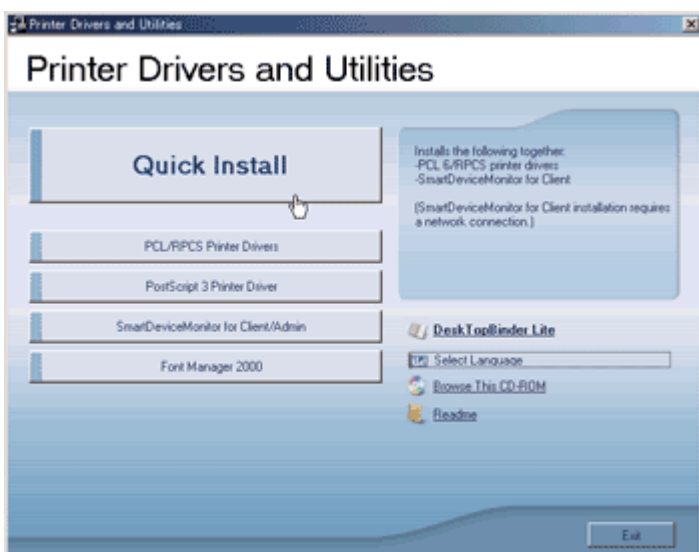 Printer Drivers and Utilities
Printer Drivers and Utilities
Quick Install
PCL/RPCS Printer Drivers
PostScript 3 Printer Driver
SmartDeviceMonitor for Client/Admin
Font Manager 2000
Installs the following together.
-PCL 6/RPCS printer drivers
-SmartDeviceMonitor for Client
(SmartDeviceMonitor for Client installation requires
a network connection.)
DeskTopBinder Lite
Select Language
Browse This CD-ROM
Readme
Exit